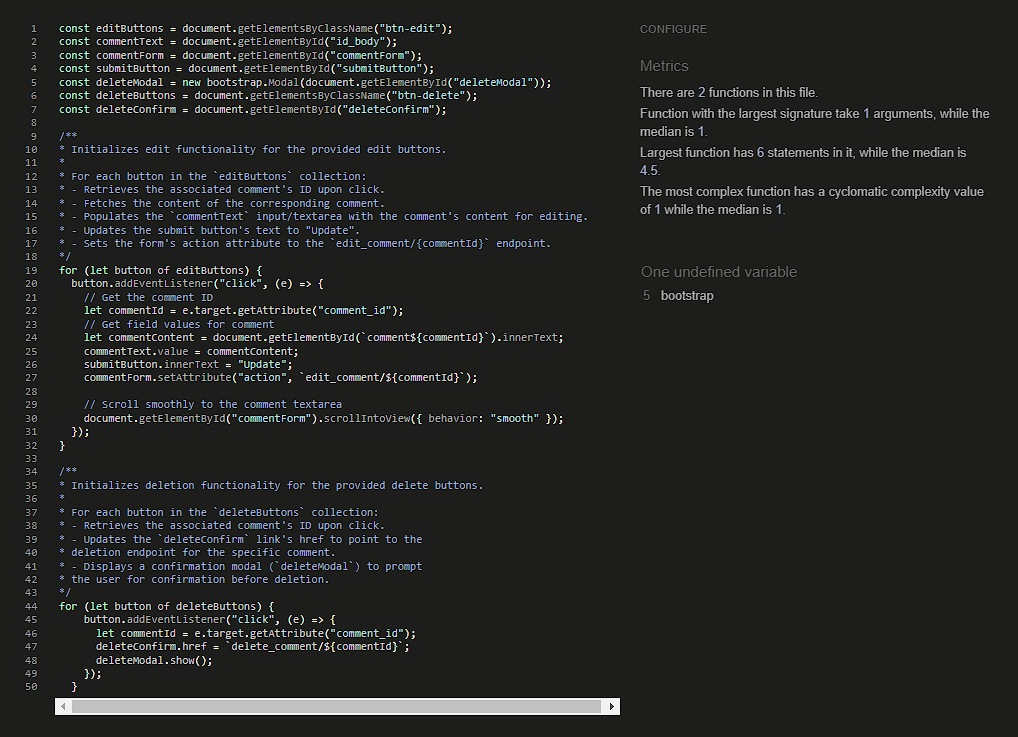 1 const editButtons = document.getElementsByClassName("btn-edit");
2 const commentText = document.getElementById("id_body");
3 const commentForm = document.getElementById("commentForm");
4 const submitButton = document.getElementById("submitButton");
5 const deleteModal = new bootstrap.Modal(document.getElementById("deleteModal"));
6 const deleteButtons = document.getElementsByClassName("btn-delete");
7 const deleteConfirm = document.getElementById("deleteConfirm");
8
9 /**
10 * Initializes edit functionality for the provided edit buttons.
11 *
12 * For each button in the `editButtons` collection:
13 * - Retrieves the associated comment's ID upon click.
14 * - Fetches the content of the corresponding comment.
15 * - Populates the `commentText` input/textarea with the comment's content for editing.
16 * - Updates the submit button's text to "Update".
17 * - Sets the form's action attribute to the `edit_comment/{commentId}` endpoint.
18 */
19 for (let button of editButtons) {
20 button.addEventListener("click", (e) => {
21 // Get the comment ID
22 let commentId = e.target.getAttribute("comment_id");
23 // Get field values for comment
24 let commentContent = document.getElementById(`comment${commentId}`).innerText;
25 commentText.value = commentContent;
26 submitButton.innerText = "Update";
27 commentForm.setAttribute("action", `edit_comment/${commentId}`);
28
29 // Scroll smoothly to the comment textarea
30 document.getElementById("commentForm").scrollIntoView({ behavior: "smooth" });
31 });
32 }
33
34 /**
35 * Initializes deletion functionality for the provided delete buttons.
36 *
37 * For each button in the `deleteButtons` collection:
38 * - Retrieves the associated comment's ID upon click.
39 * - Updates the `deleteConfirm` link's href to point to the
40 * deletion endpoint for the specific comment.
41 * - Displays a confirmation modal (`deleteModal`) to prompt
42 * the user for confirmation before deletion.
43 */
44 for (let button of deleteButtons) {
45 button.addEventListener("click", (e) => {
46 let commentId = e.target.getAttribute("comment_id");
47 deleteConfirm.href = `delete_comment/${commentId}`;
48 deleteModal.show();
49 });
50 }
CONFIGURE
Metrics
There are 2 functions in this file.
Function with the largest signature take 1 arguments, while the
median is 1.
Largest function has 6 statements in it, while the median is
4.5.
The most complex function has a cyclomatic complexity value
of 1 while the median is 1.
One undefined variable
5 bootstrap